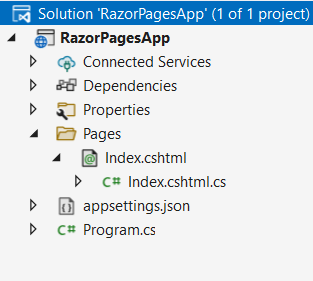 Solution 'RazorPagesApp' (1 of 1 project)
RazorPagesApp
Connected Services
Dependencies
Properties
Pages
Index.cshtml
C# Index.cshtml.cs
appsettings.json
C# Program.cs